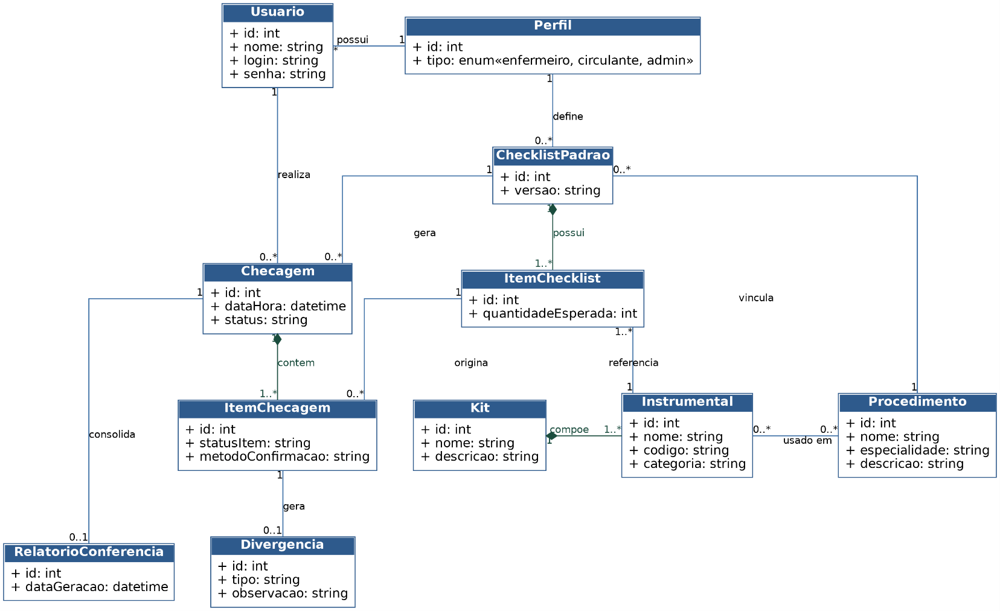 Usuario
+ id: int
+ nome: string
+ login: string
+ senha: string
possui
1
*
Perfil
+ id: int
+ tipo: enum«enfermeiro, circulante, admin»
1
realiza
0..*
1
define
0..*
ChecklistPadrao
+ id: int
+ versao: string
1
0..*
gera
0..*
1
possui
1..*
vincula
1
Checagem
+ id: int
+ dataHora: datetime
+ status: string
1
ItemChecklist
+ id: int
+ quantidadeEsperada: int
1
1..*
referencia
1
origina
0..*
1
contem
1..*
consolida
0..1
ItemChecagem
+ id: int
+ statusItem: string
+ metodoConfirmacao: string
Kit
+ id: int
+ nome: string
+ descricao: string
compoe
1..*
1
Instrumental
+ id: int
+ nome: string
+ codigo: string
+ categoria: string
0..*
0..*
usado em
Procedimento
+ id: int
+ nome: string
+ especialidade: string
+ descricao: string
1
gera
0..1
RelatorioConferencia
+ id: int
+ dataGeracao: datetime
Divergencia
+ id: int
+ tipo: string
+ observacao: string